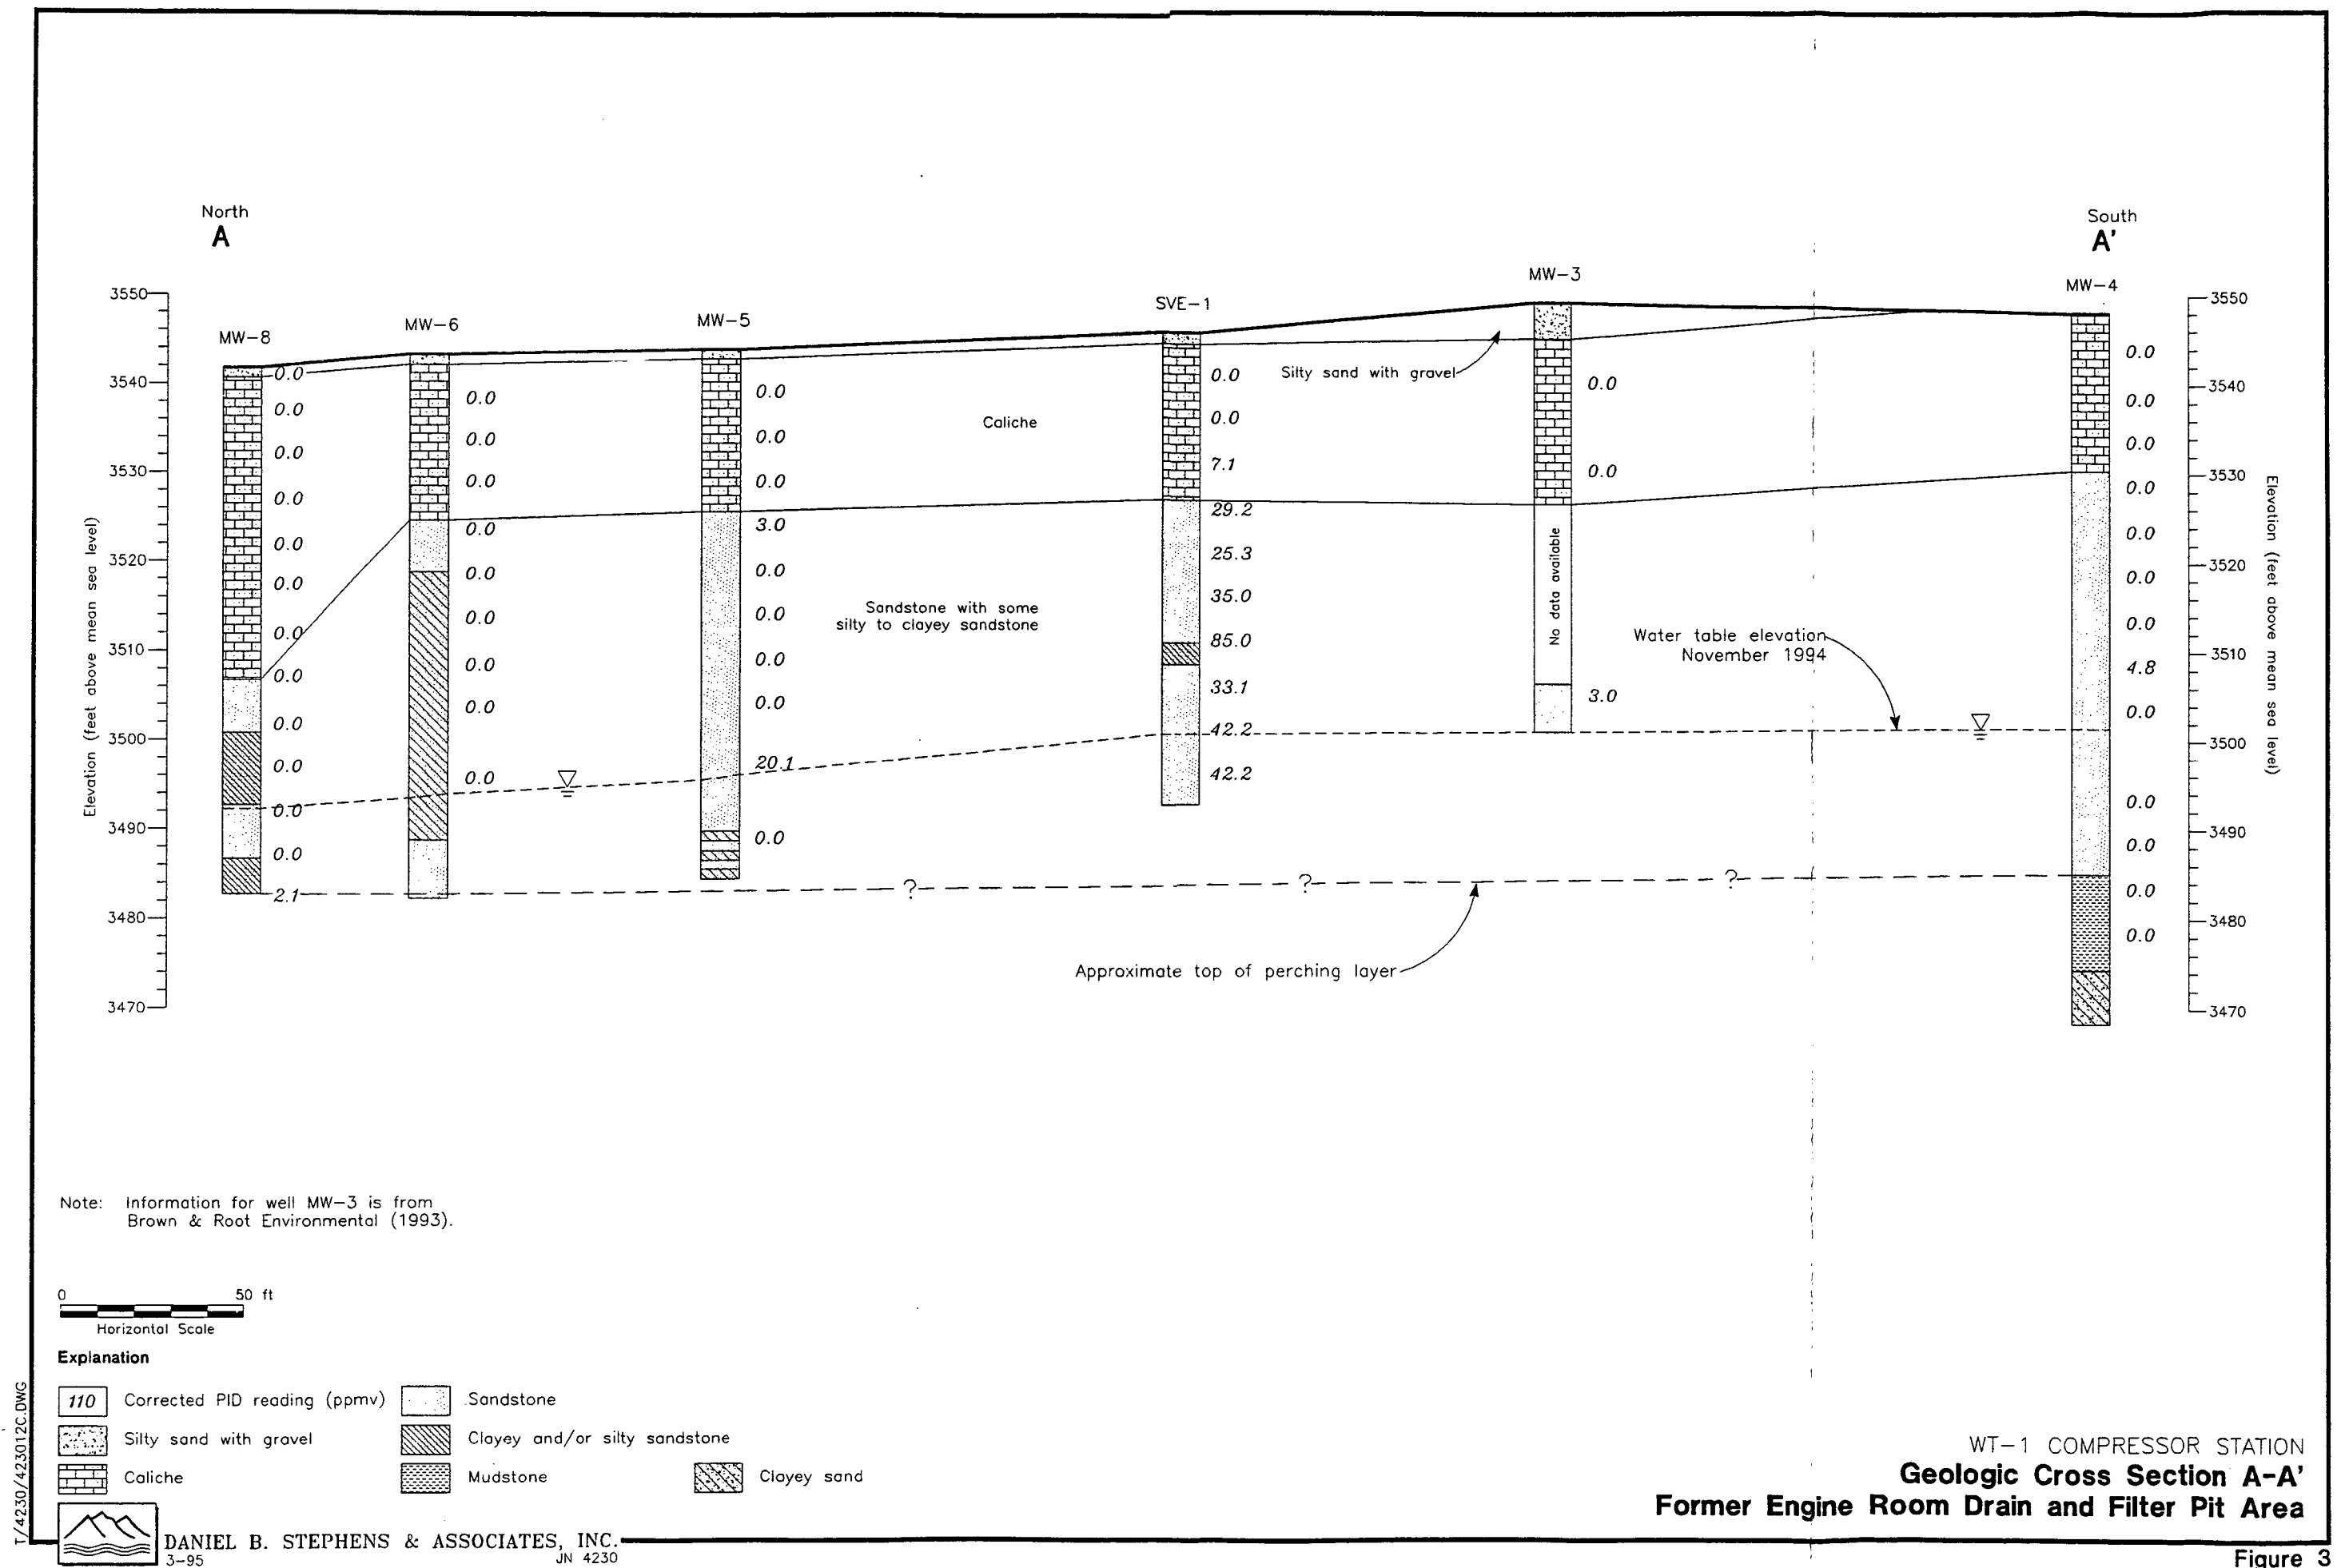 North
A
South
A'
MW-8
MW-6
MW-5
SVE-1
MW-3
MW-4
Elevation (feet above mean sea level)
3550
3540
3530
3520
3510
3500
3490
3480
3470
0.0
0.0
0.0
0.0
0.0
0.0
0.0
0.0
0.0
0.0
0.0
0.0
2.1
0.0
0.0
0.0
0.0
0.0
0.0
0.0
0.0
0.0
0.0
0.0
0.0
3.0
0.0
0.0
0.0
0.0
20.1
0.0
Caliche
Sandstone with some
silty to clayey sandstone
0.0
0.0
7.1
29.2
25.3
35.0
85.0
33.1
42.2
42.2
Silty sand with gravel
0.0
0.0
No data available
3.0
Water table elevation
November 1994
0.0
0.0
0.0
0.0
0.0
0.0
0.0
4.8
0.0
0.0
0.0
0.0
0.0
3550
3540
3530
3520
3510
3500
3490
3480
3470
Elevation (feet above mean sea level)
?
?
?
Approximate top of perching layer
Note: Information for well MW-3 is from
Brown & Root Environmental (1993).
0 50 ft
Horizontal Scale
Explanation
110 Corrected PID reading (ppmv)
Silty sand with gravel
Caliche
Sandstone
Clayey and/or silty sandstone
Mudstone
Clayey sand
T/4230/423012C.DWG
DANIEL B. STEPHENS & ASSOCIATES, INC.
3-95 JN 4230
WT-1 COMPRESSOR STATION
Geologic Cross Section A-A'
Former Engine Room Drain and Filter Pit Area
Figure 3